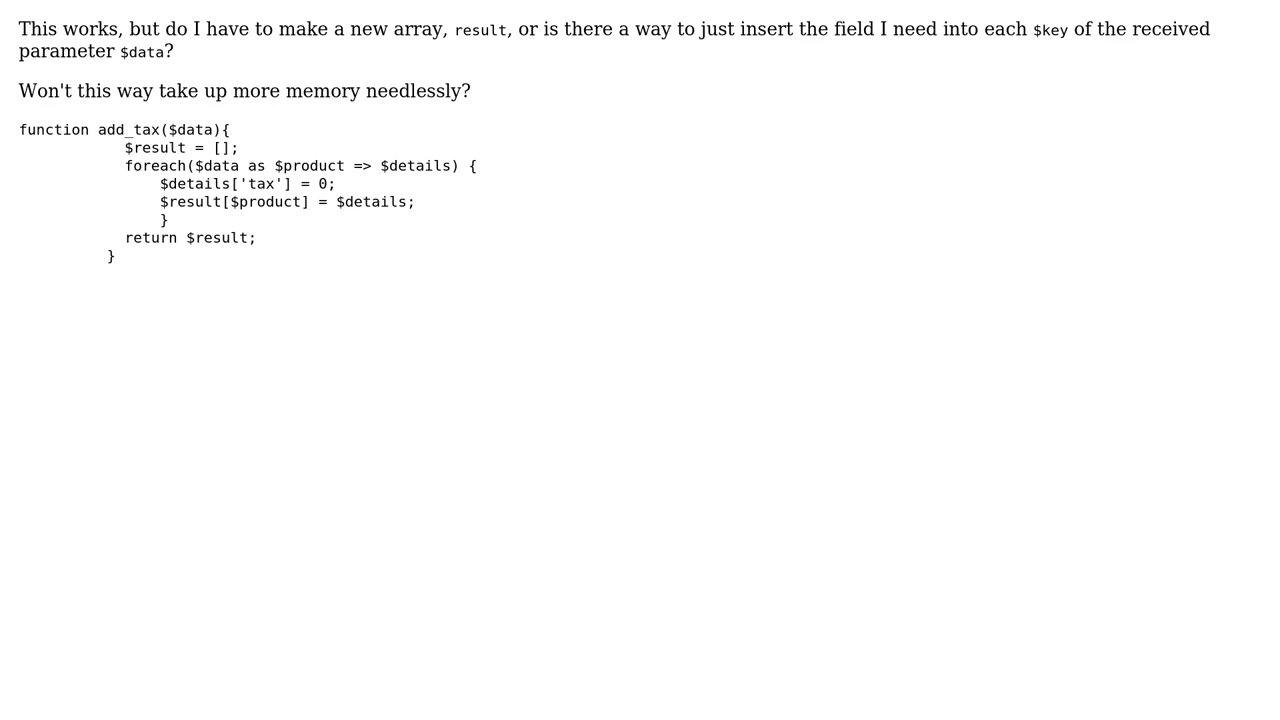 This works, but do I have to make a new array, result, or is there a way to just insert the field I need into each $key of the received
parameter $data?
Won't this way take up more memory needlessly?
function add_tax($data){
            $result = [];
            foreach($data as $product => $details) {
                $details['tax'] = 0;
                $result[$product] = $details;
                }
            return $result;
          }